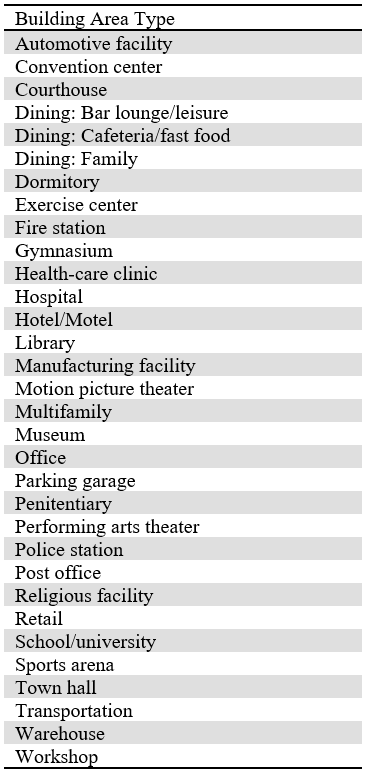 Building Area Type
Automotive facility
Convention center
Courthouse
Dining: Bar lounge/leisure
Dining: Cafeteria/fast food
Dining: Family
Dormitory
Exercise center
Fire station
Gymnasium
Health-care clinic
Hospital
Hotel/Motel
Library
Manufacturing facility
Motion picture theater
Multifamily
Museum
Office
Parking garage
Penitentiary
Performing arts theater
Police station
Post office
Religious facility
Retail
School/university
Sports arena
Town hall
Transportation
Warehouse
Workshop